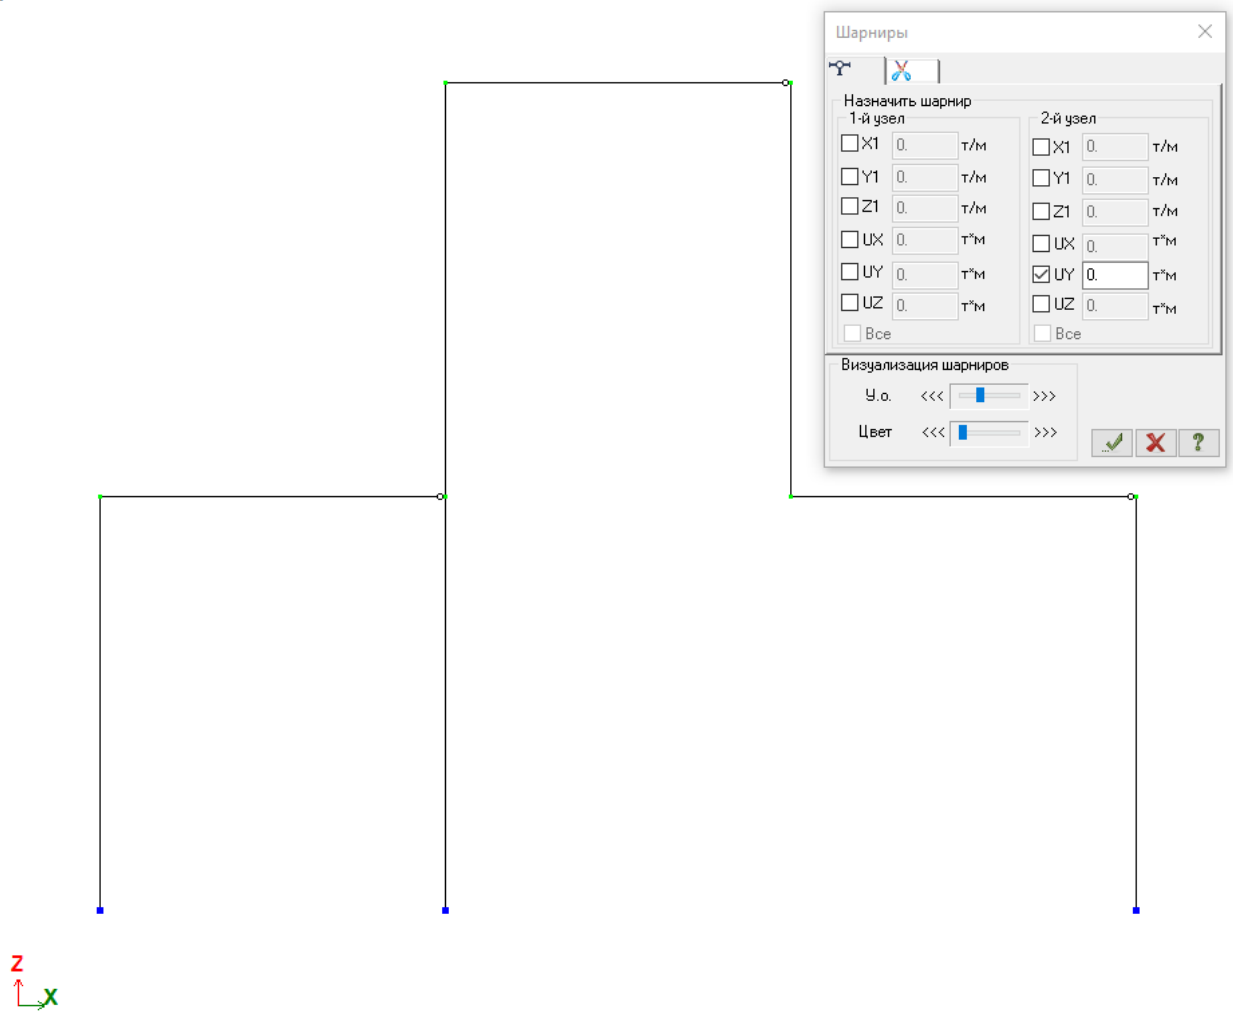 Шарниры
Назначить шарнир
1-й узел 2-й узел
X1 0. т/м X1 0. т/м
Y1 0. т/м Y1 0. т/м
Z1 0. т/м Z1 0. т/м
UX 0. т*м UX 0. т*м
UY 0. т*м UY 0. т*м
UZ 0. т*м UZ 0. т*м
Все Все
Визуализация шарниров
У.о. <<< >>>
Цвет <<< >>>
... ?
Z
X